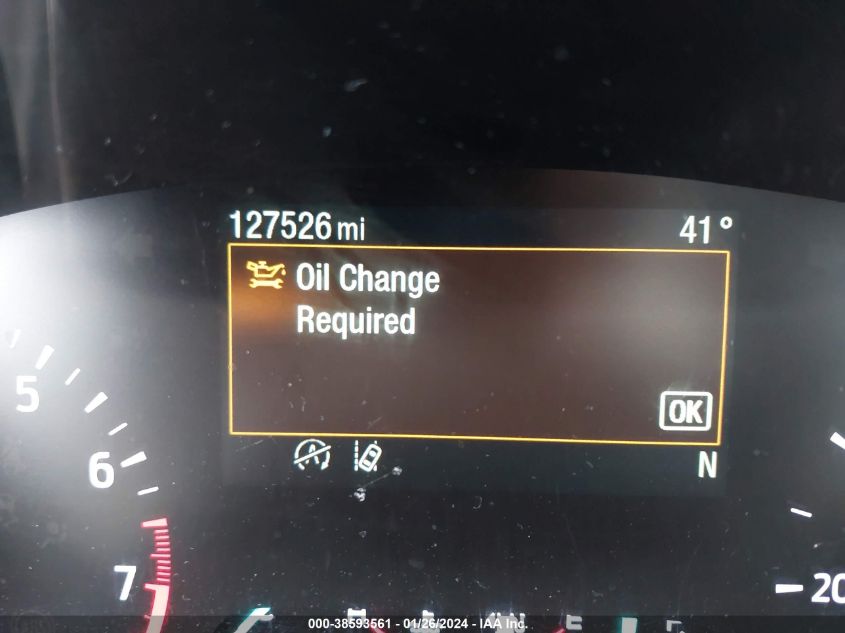 127526 mi 41°
Oil Change
Required
OK
N
5
6
7
20
000-38593561 - 01/26/2024 - IAA Inc.